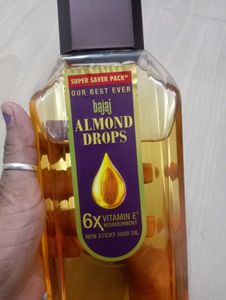 SUPER SAVER PACK^
OUR BEST EVER
bajaj
ALMOND
DROPS
6X VITAMIN E*
NOURISHMENT
NON STICKY HAIR OIL